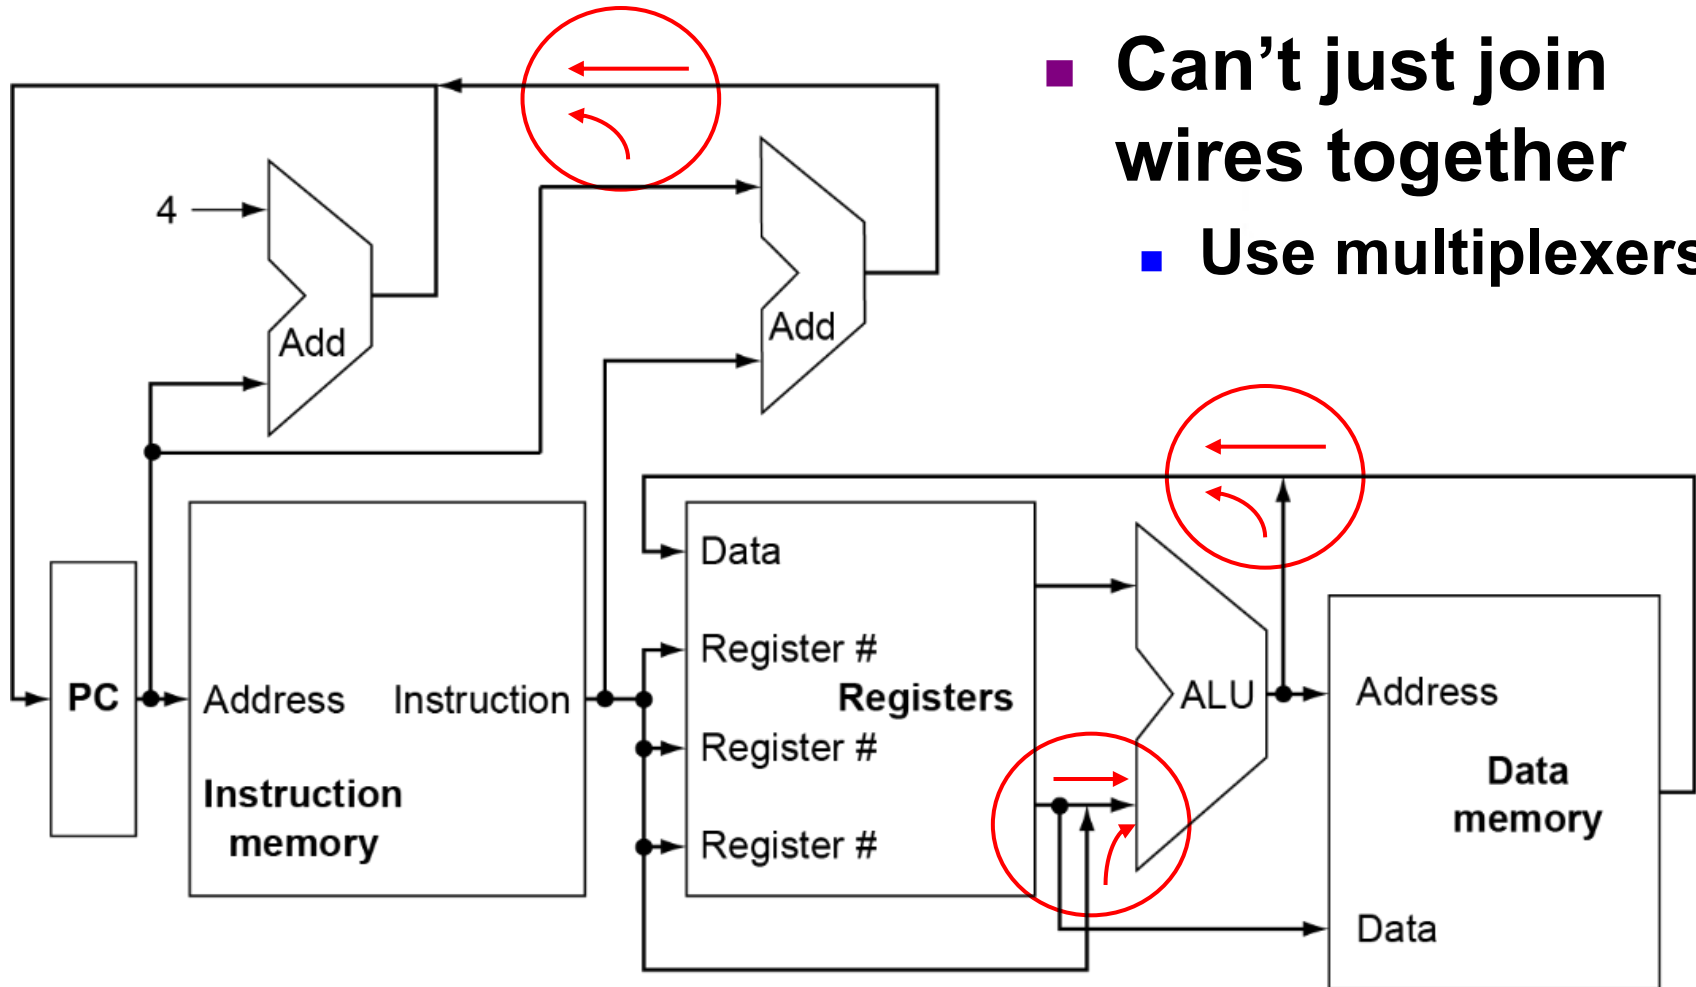 Can’t just join
wires together
Use multiplexers
4
Add
Add
Data
Register #
PC
Address
Instruction
Registers
ALU
Address
Register #
Instruction
memory
Data
memory
Register #
Data